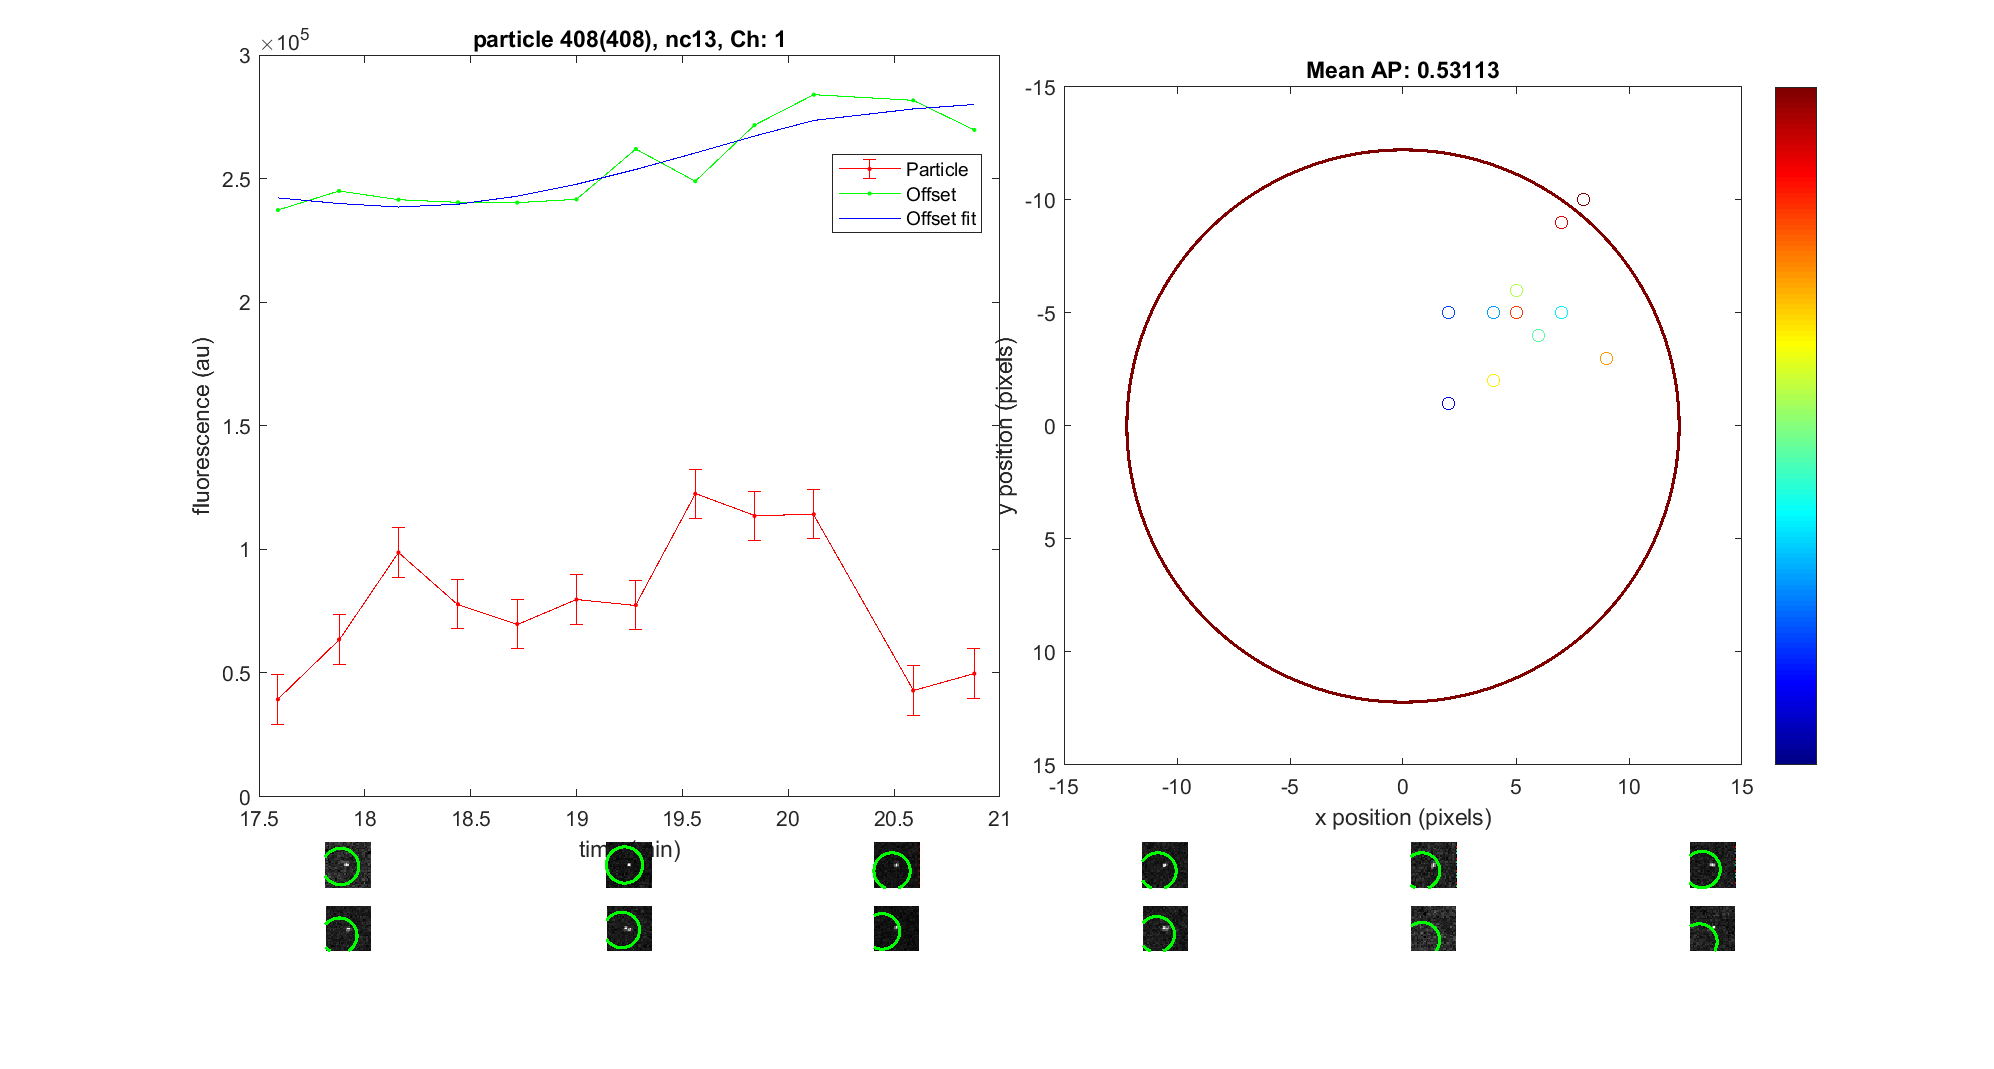 particle 408(408), nc13, Ch: 1
×10⁵
3
2.5
2
1.5
1
0.5
0
fluorescence (au)
17.5 18 18.5 19 19.5 20 20.5 21
Particle
Offset
Offset fit
Mean AP: 0.53113
-15
-10
-5
0
5
10
15
y position (pixels)
-15 -10 -5 0 5 10 15
x position (pixels)